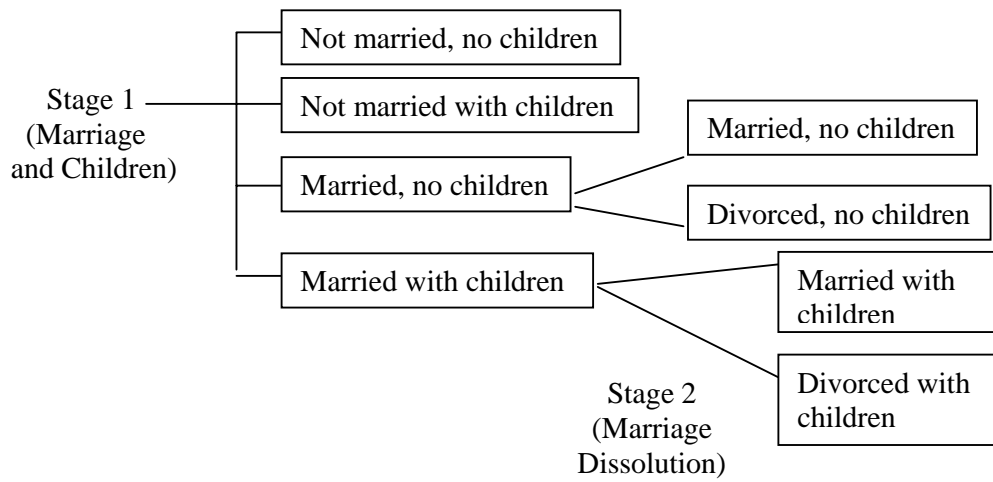 Not married, no children
Stage 1
(Marriage
and Children)
Not married with children
Married, no children
Married with children
Married, no children
Divorced, no children
Married with
children
Divorced with
children
Stage 2
(Marriage
Dissolution)